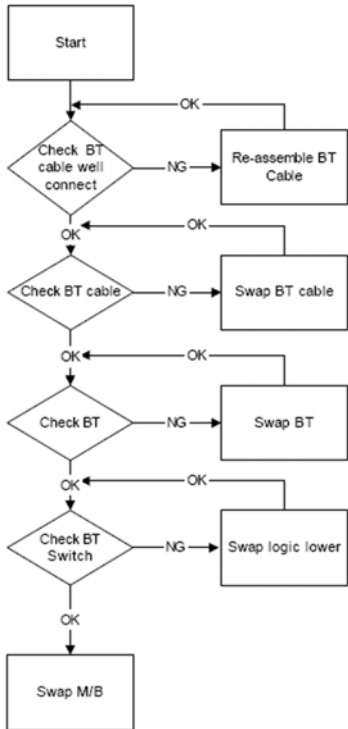 Start
OK
Check BT
cable well
connect
NG
Re-assemble BT
Cable
OK
OK
Check BT cable
NG
Swap BT cable
OK
OK
Check BT
NG
Swap BT
OK
OK
Check BT
Switch
NG
Swap logic lower
OK
Swap M/B